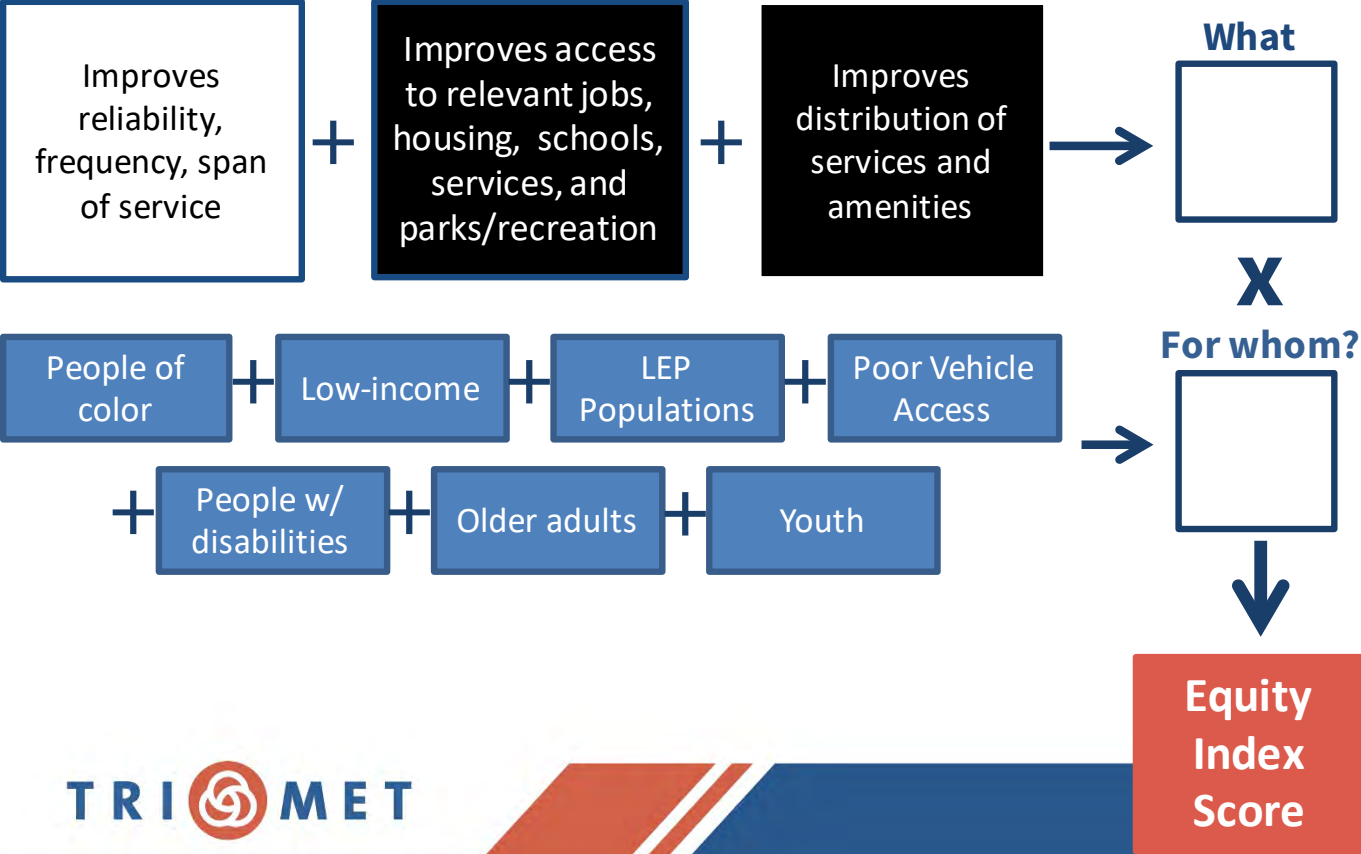 Improves
reliability,
frequency, span
of service
+
Improves access
to relevant jobs,
housing, schools,
services, and
parks/recreation
+
Improves
distribution of
services and
amenities
What
X
For whom?
People of
color
+
Low-income
+
LEP
Populations
+
Poor Vehicle
Access
+
People w/
disabilities
+
Older adults
+
Youth
Equity
Index
Score
TRI MET